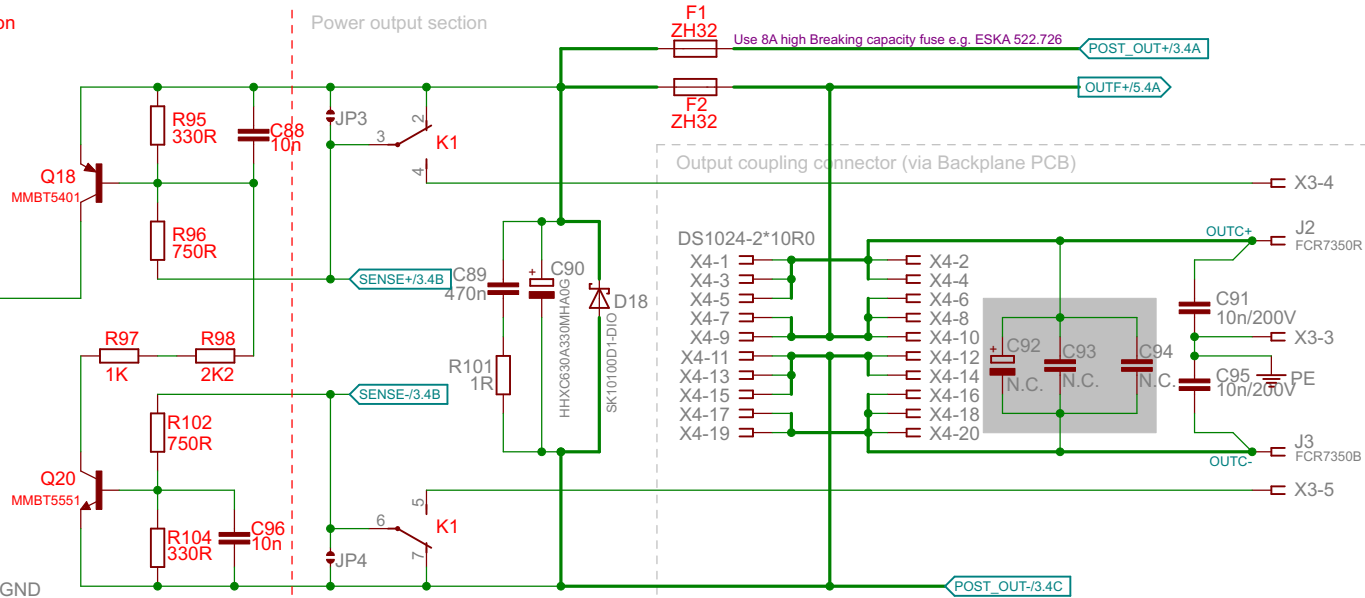 on
Power output section
F1
ZH32
Use 8A high Breaking capacity fuse e.g. ESKA 522.726
POST_OUT+/3.4A
OUTF+/5.4A
F2
ZH32
R95
330R
C88
10n
JP3
2
3
K1
4
Output coupling connector (via Backplane PCB)
Q18
MMBT5401
X3-4
R96
750R
SENSE+/3.4B
C89
470n
+
C90
HHXC630A330MHA0G
D18
SK10100D1-DIO
R101
1R
DS1024-2*10R0
X4-1
X4-2
X4-3
X4-4
X4-5
X4-6
X4-7
X4-8
X4-9
X4-10
X4-11
X4-12
X4-13
X4-14
X4-15
X4-16
X4-17
X4-18
X4-19
X4-20
OUTC+
J2
FCR7350R
C91
10n/200V
X3-3
+
C92
N.C.
C93
N.C.
C94
N.C.
C95
10n/200V
PE
R97
1K
R98
2K2
SENSE-/3.4B
R102
750R
J3
FCR7350B
OUTC-
Q20
MMBT5551
5
6
K1
7
X3-5
R104
330R
C96
10n
JP4
GND
POST_OUT-/3.4C